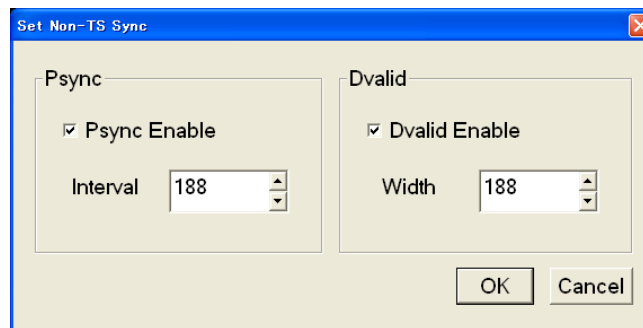 Set Non-TS Sync
Psync
Psync Enable
Interval 188
Dvalid
Dvalid Enable
Width 188
OK Cancel